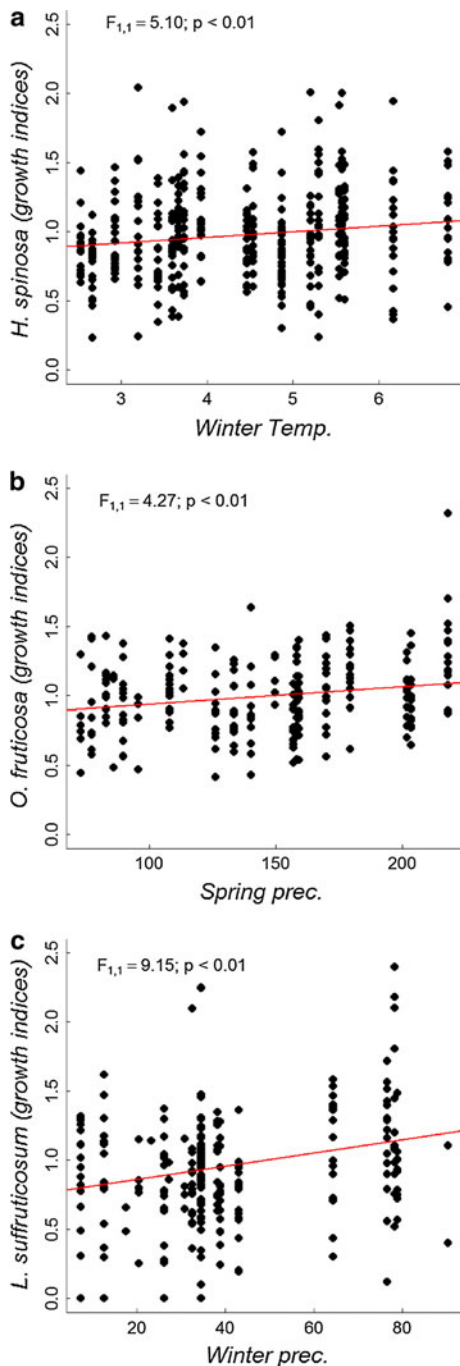 a
F1,1 = 5.10; p < 0.01
H. spinosa (growth indices)
2.5
2.0
1.5
1.0
0.5
0.0
3 4 5 6
Winter Temp.
b
F1,1 = 4.27; p < 0.01
O. fruticosa (growth indices)
2.5
2.0
1.5
1.0
0.5
0.0
100 150 200
Spring prec.
c
F1,1 = 9.15; p < 0.01
L. suffruticosum (growth indices)
2.5
2.0
1.5
1.0
0.5
0.0
20 40 60 80
Winter prec.